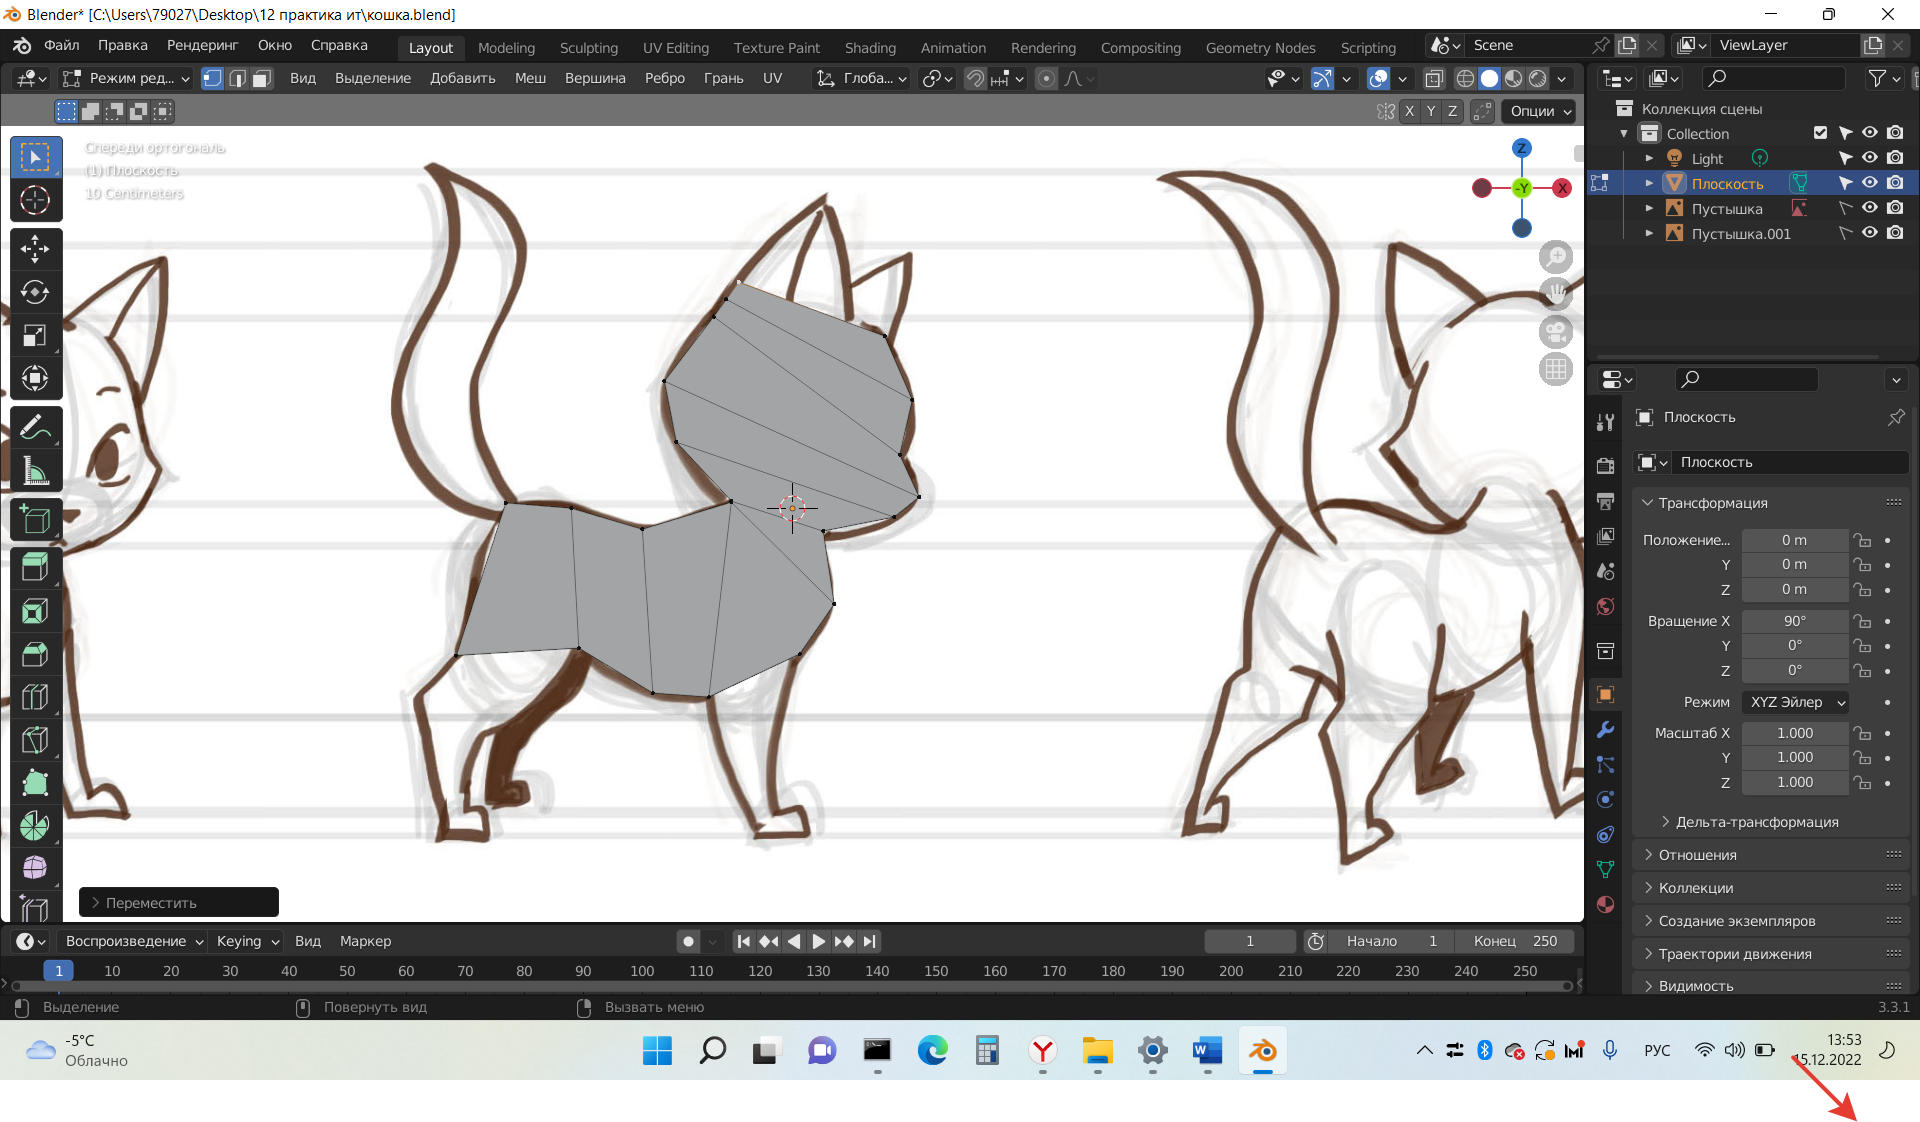 Blender* [C:\Users\79027\Desktop\12 практика ит\кошка.blend]
Файл Правка Рендеринг Окно Справка Layout Modeling Sculpting UV Editing Texture Paint Shading Animation Rendering Compositing Geometry Nodes Scripting Scene ViewLayer
Режим ред... Вид Выделение Добавить Меш Вершина Ребро Грань UV Глоба...
X Y Z Опции
Коллекция сцены
Collection
Light
Плоскость
Пустышка
Пустышка.001
Спереди ортогональ
(1) Плоскость
10 Centimeters
Z
-Y X
Плоскость
Плоскость
Трансформация
Положение... 0 m
Y 0 m
Z 0 m
Вращение X 90°
Y 0°
Z 0°
Режим XYZ Эйлер
Масштаб X 1.000
Y 1.000
Z 1.000
Дельта-трансформация
Отношения
Коллекции
Создание экземпляров
Траектории движения
Видимость
Переместить
Воспроизведение Keying Вид Маркер 1 Начало 1 Конец 250
1 10 20 30 40 50 60 70 80 90 100 110 120 130 140 150 160 170 180 190 200 210 220 230 240 250
Выделение Повернуть вид Вызвать меню 3.3.1
-5°C
Облачно
РУС
13:53
15.12.2022